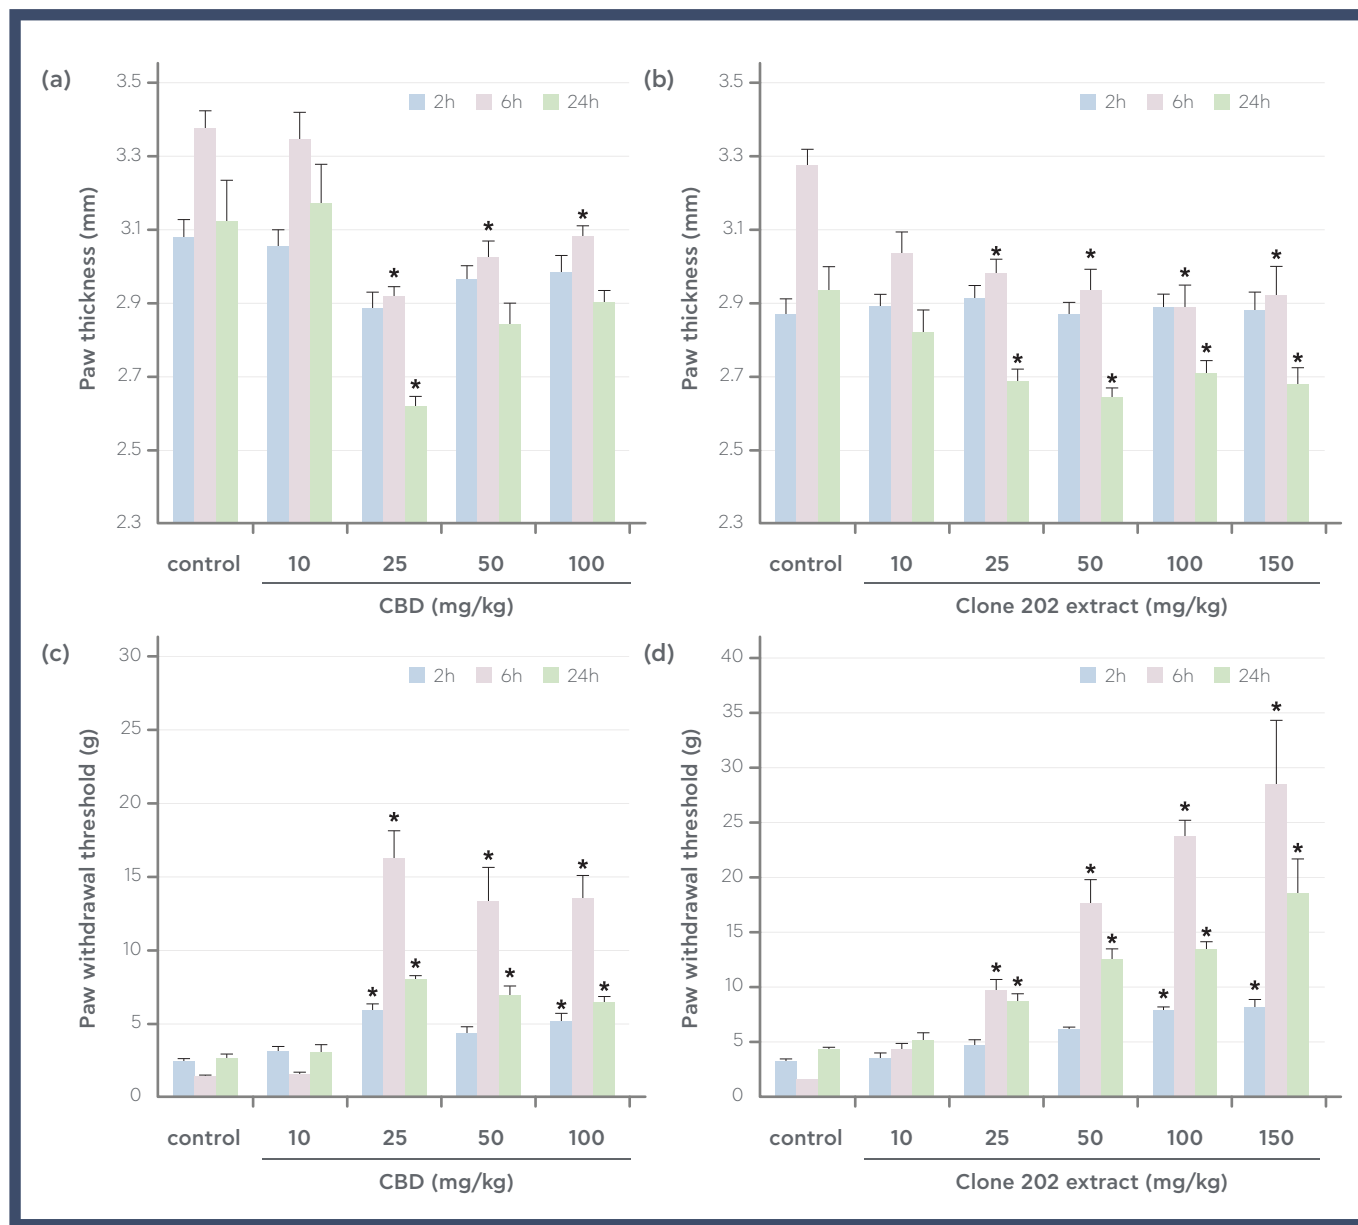 (a)
3.5
3.3
3.1
2.9
2.7
2.5
2.3
Paw thickness (mm)
2h 6h 24h
* * * *
control 10 25 50 100
CBD (mg/kg)
(b)
3.5
3.3
3.1
2.9
2.7
2.5
2.3
Paw thickness (mm)
2h 6h 24h
* * * * * * * *
control 10 25 50 100 150
Clone 202 extract (mg/kg)
(c)
30
25
20
15
10
5
0
Paw withdrawal threshold (g)
2h 6h 24h
* * * * * * * *
control 10 25 50 100
CBD (mg/kg)
(d)
40
35
30
25
20
15
10
5
0
Paw withdrawal threshold (g)
2h 6h 24h
* * * * * * * * * *
control 10 25 50 100 150
Clone 202 extract (mg/kg)